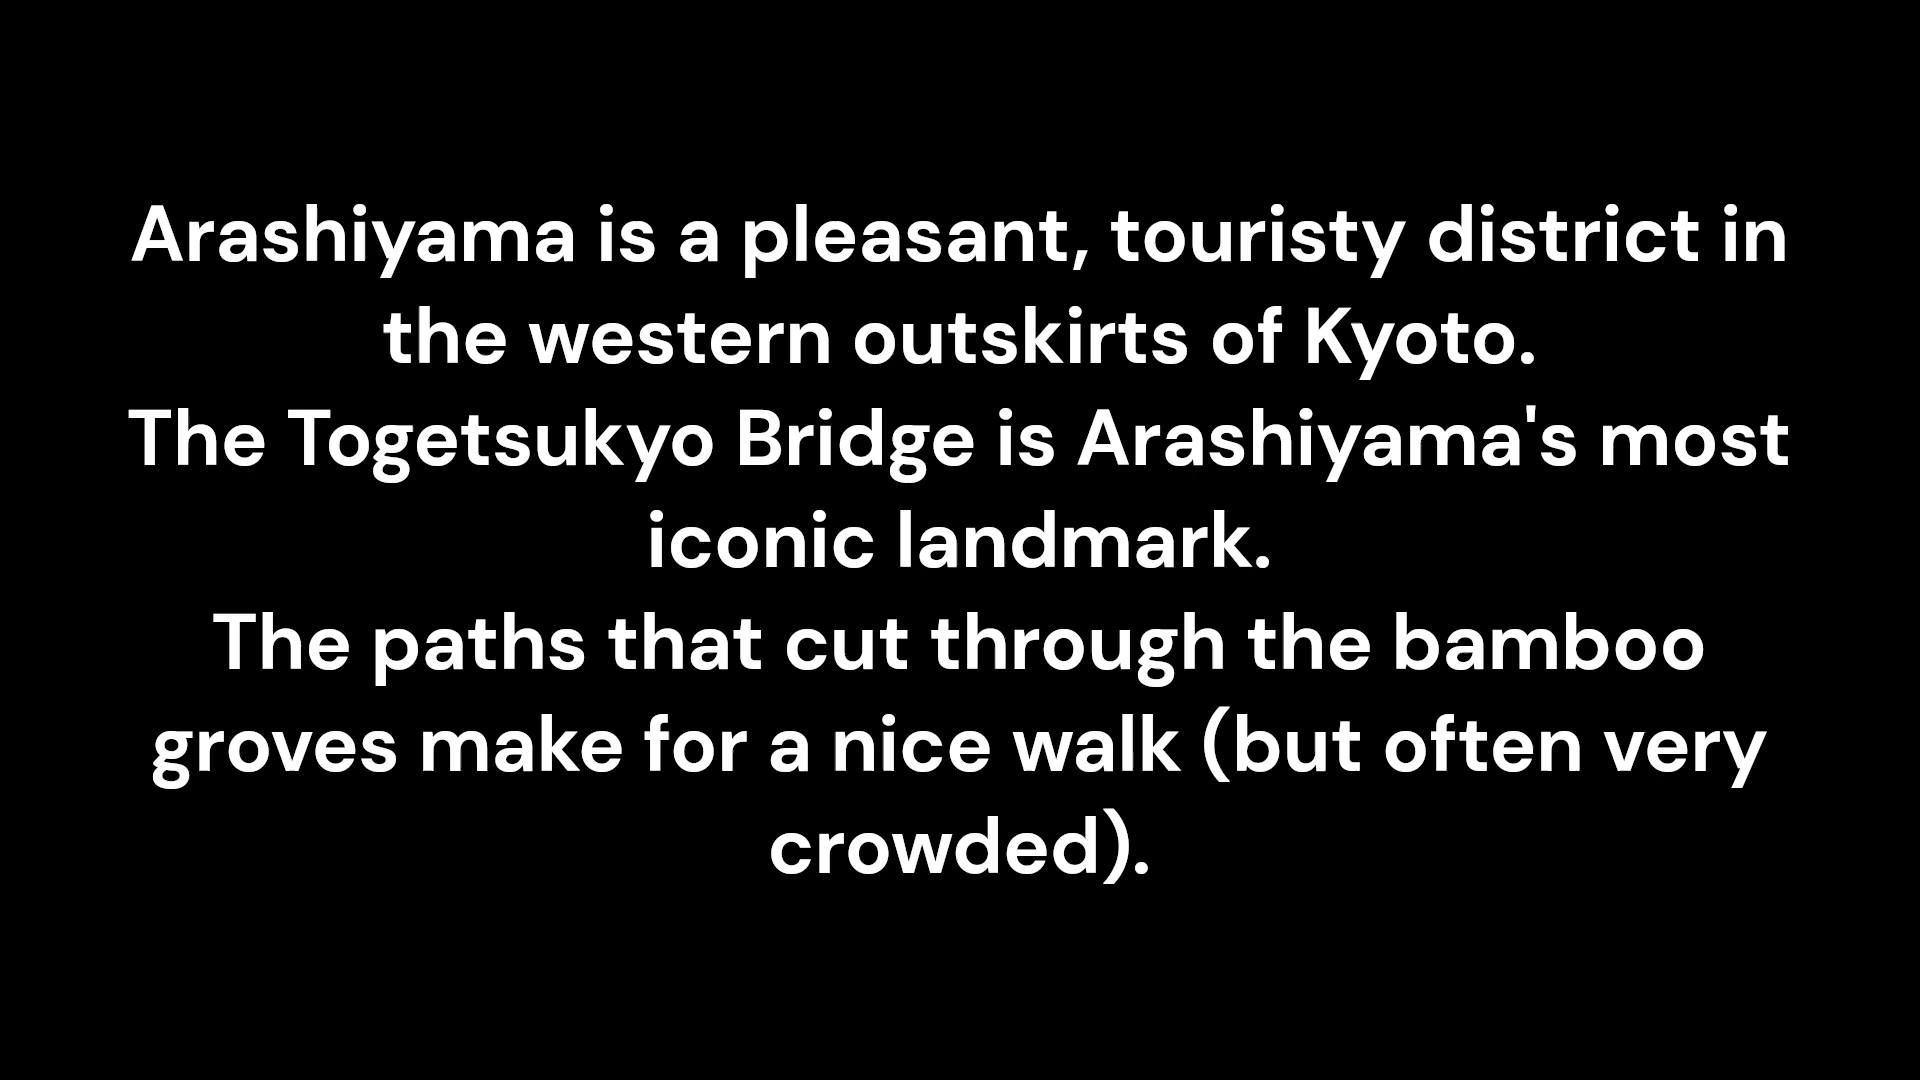 Arashiyama is a pleasant, touristy district in
the western outskirts of Kyoto.
The Togetsukyo Bridge is Arashiyama's most
iconic landmark.
The paths that cut through the bamboo
groves make for a nice walk (but often very
crowded).